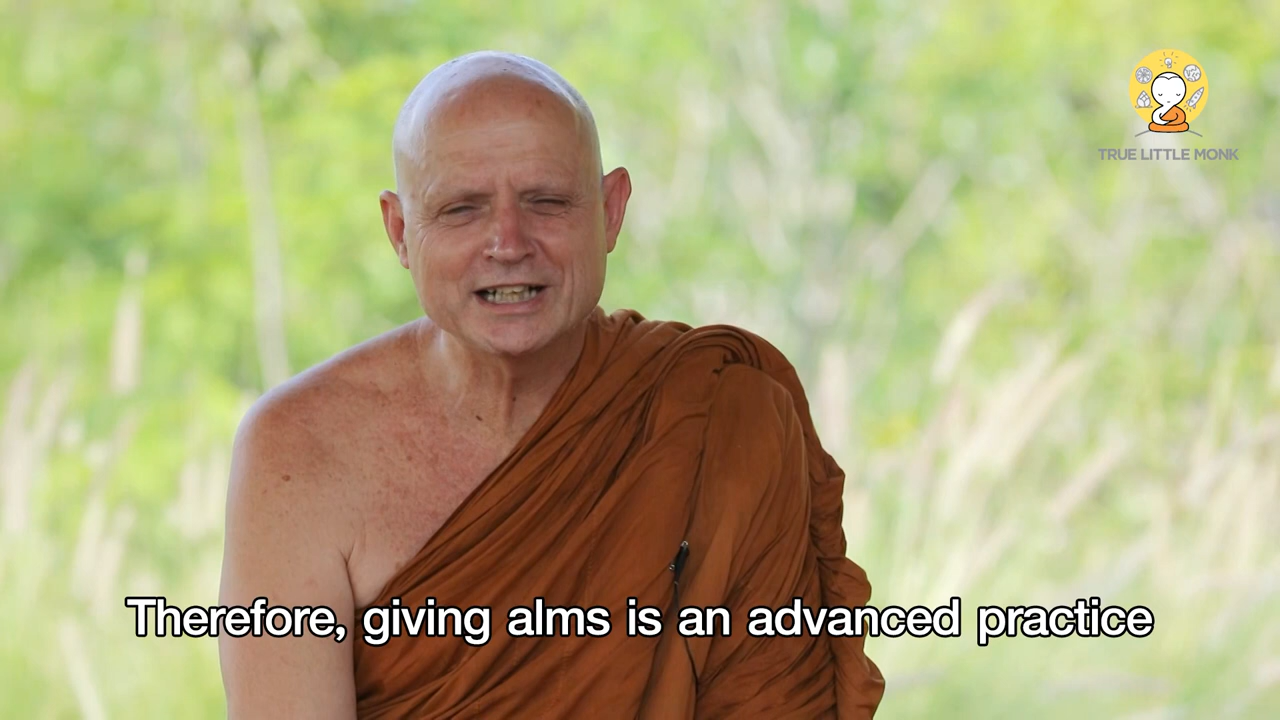 TRUE LITTLE MONK
Therefore, giving alms is an advanced practice